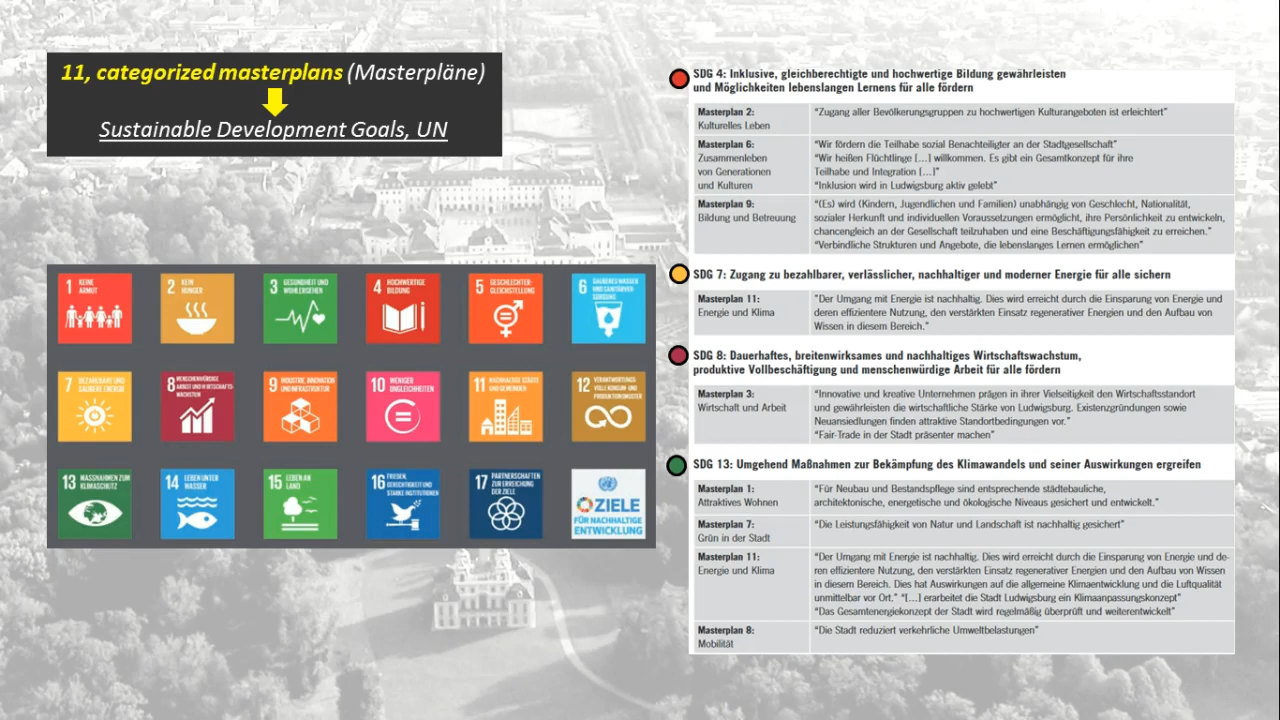 11, categorized masterplans (Masterpläne)
Sustainable Development Goals, UN
1 KEINE
ARMUT
2 KEIN
HUNGER
3 GESUNDHEIT UND
WOHLERGEHEN
4 HOCHWERTIGE
BILDUNG
5 GESCHLECHTER-
GLEICHSTELLUNG
6 SAUBERES WASSER
UND SANITÄRVER-
SORGUNG
7 BEZAHLBARE UND
SAUBERE ENERGIE
8 MENSCHENWÜRDIGE
ARBEIT UND WIRTSCHAFTS-
WACHSTUM
9 INDUSTRIE, INNOVATION
UND INFRASTRUKTUR
10 WENIGER
UNGLEICHHEITEN
11 NACHHALTIGE STÄDTE
UND GEMEINDEN
12 VERANTWORTUNGS-
VOLLE KONSUM- UND
PRODUKTIONSMUSTER
13 MASSNAHMEN ZUM
KLIMASCHUTZ
14 LEBEN UNTER
WASSER
15 LEBEN AN
LAND
16 FRIEDEN,
GERECHTIGKEIT UND
STARKE INSTITUTIONEN
17 PARTNERSCHAFTEN
ZUR ERREICHUNG
DER ZIELE
ZIELE
FÜR NACHHALTIGE
ENTWICKLUNG
SDG 4: Inklusive, gleichberechtigte und hochwertige Bildung gewährleisten
und Möglichkeiten lebenslangen Lernens für alle fördern
Masterplan 2:
Kulturelles Leben
“Zugang aller Bevölkerungsgruppen zu hochwertigen Kulturangeboten ist erleichtert”
Masterplan 6:
Zusammenleben
von Generationen
und Kulturen
“Wir fördern die Teilhabe sozial Benachteiligter an der Stadtgesellschaft”
“Wir heißen Flüchtlinge [...] willkommen. Es gibt ein Gesamtkonzept für ihre
Teilhabe und Integration [...]”
“Inklusion wird in Ludwigsburg aktiv gelebt”
Masterplan 9:
Bildung und Betreuung
“(Es) wird (Kindern, Jugendlichen und Familien) unabhängig von Geschlecht, Nationalität,
sozialer Herkunft und individuellen Voraussetzungen ermöglicht, ihre Persönlichkeit zu entwickeln,
chancengleich an der Gesellschaft teilzuhaben und eine Beschäftigungsfähigkeit zu erreichen.”
“Verbindliche Strukturen und Angebote, die lebenslanges Lernen ermöglichen”
SDG 7: Zugang zu bezahlbarer, verlässlicher, nachhaltiger und moderner Energie für alle sichern
Masterplan 11:
Energie und Klima
“Der Umgang mit Energie ist nachhaltig. Dies wird erreicht durch die Einsparung von Energie und
deren effizientere Nutzung, den verstärkten Einsatz regenerativer Energien und den Aufbau von
Wissen in diesem Bereich.”
SDG 8: Dauerhaftes, breitenwirksames und nachhaltiges Wirtschaftswachstum,
produktive Vollbeschäftigung und menschenwürdige Arbeit für alle fördern
Masterplan 3:
Wirtschaft und Arbeit
“Innovative und kreative Unternehmen prägen in ihrer Vielseitigkeit den Wirtschaftsstandort
und gewährleisten die wirtschaftliche Stärke von Ludwigsburg. Existenzgründungen sowie
Neuansiedlungen finden attraktive Standortbedingungen vor.”
“Fair-Trade in der Stadt präsenter machen”
SDG 13: Umgehend Maßnahmen zur Bekämpfung des Klimawandels und seiner Auswirkungen ergreifen
Masterplan 1:
Attraktives Wohnen
“Für Neubau und Bestandspflege sind entsprechende städtebauliche,
architektonische, energetische und ökologische Niveaus gesichert und entwickelt.”
Masterplan 7:
Grün in der Stadt
“Die Leistungsfähigkeit von Natur und Landschaft ist nachhaltig gesichert”
Masterplan 11:
Energie und Klima
“Der Umgang mit Energie ist nachhaltig. Dies wird erreicht durch die Einsparung von Energie und de-
ren effizientere Nutzung, den verstärkten Einsatz regenerativer Energien und den Aufbau von Wissen
in diesem Bereich. Dies hat Auswirkungen auf die allgemeine Klimaentwicklung und die Luftqualität
unmittelbar vor Ort.” “[...] erarbeitet die Stadt Ludwigsburg ein Klimaanpassungskonzept”
“Das Gesamtenergiekonzept der Stadt wird regelmäßig überprüft und weiterentwickelt”
Masterplan 8:
Mobilität
“Die Stadt reduziert verkehrliche Umweltbelastungen”